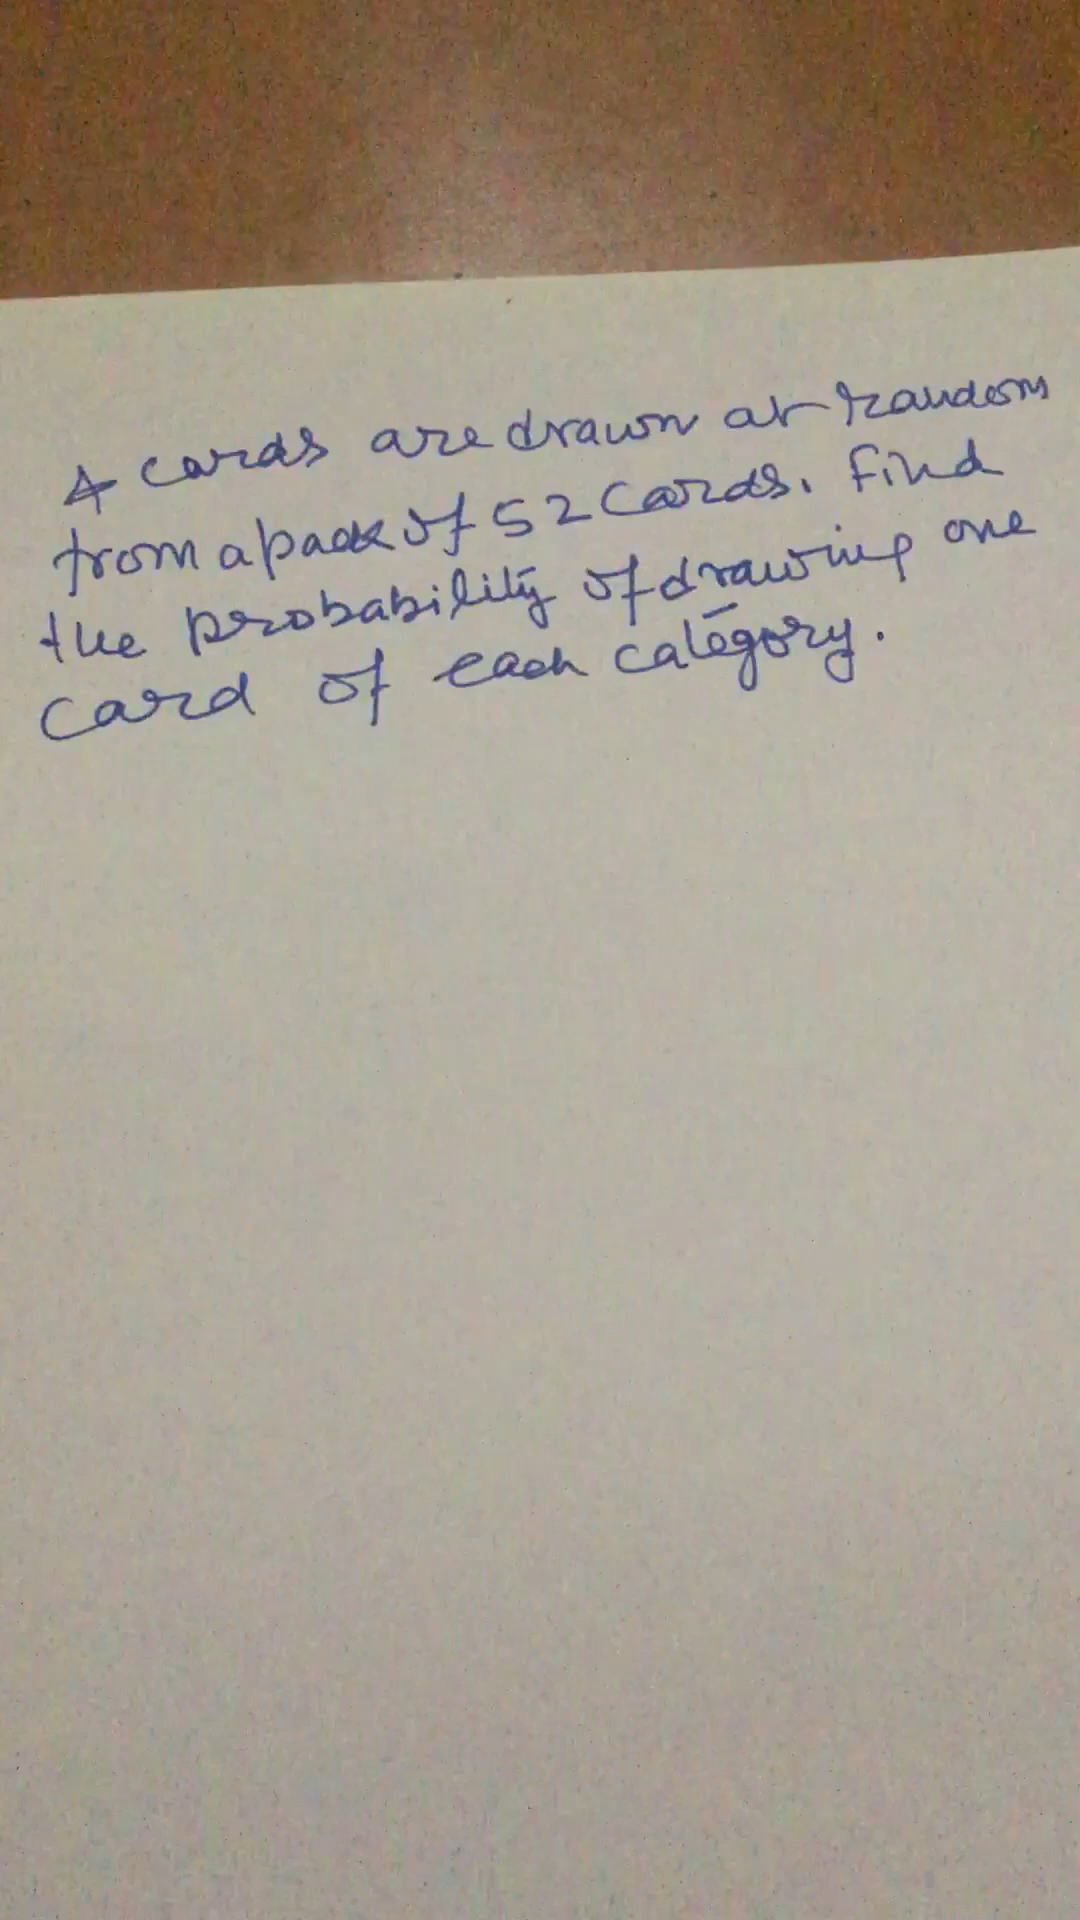 4 cards are drawn at random
from a pack of 52 cards. Find
the probability of drawing one
card of each category.